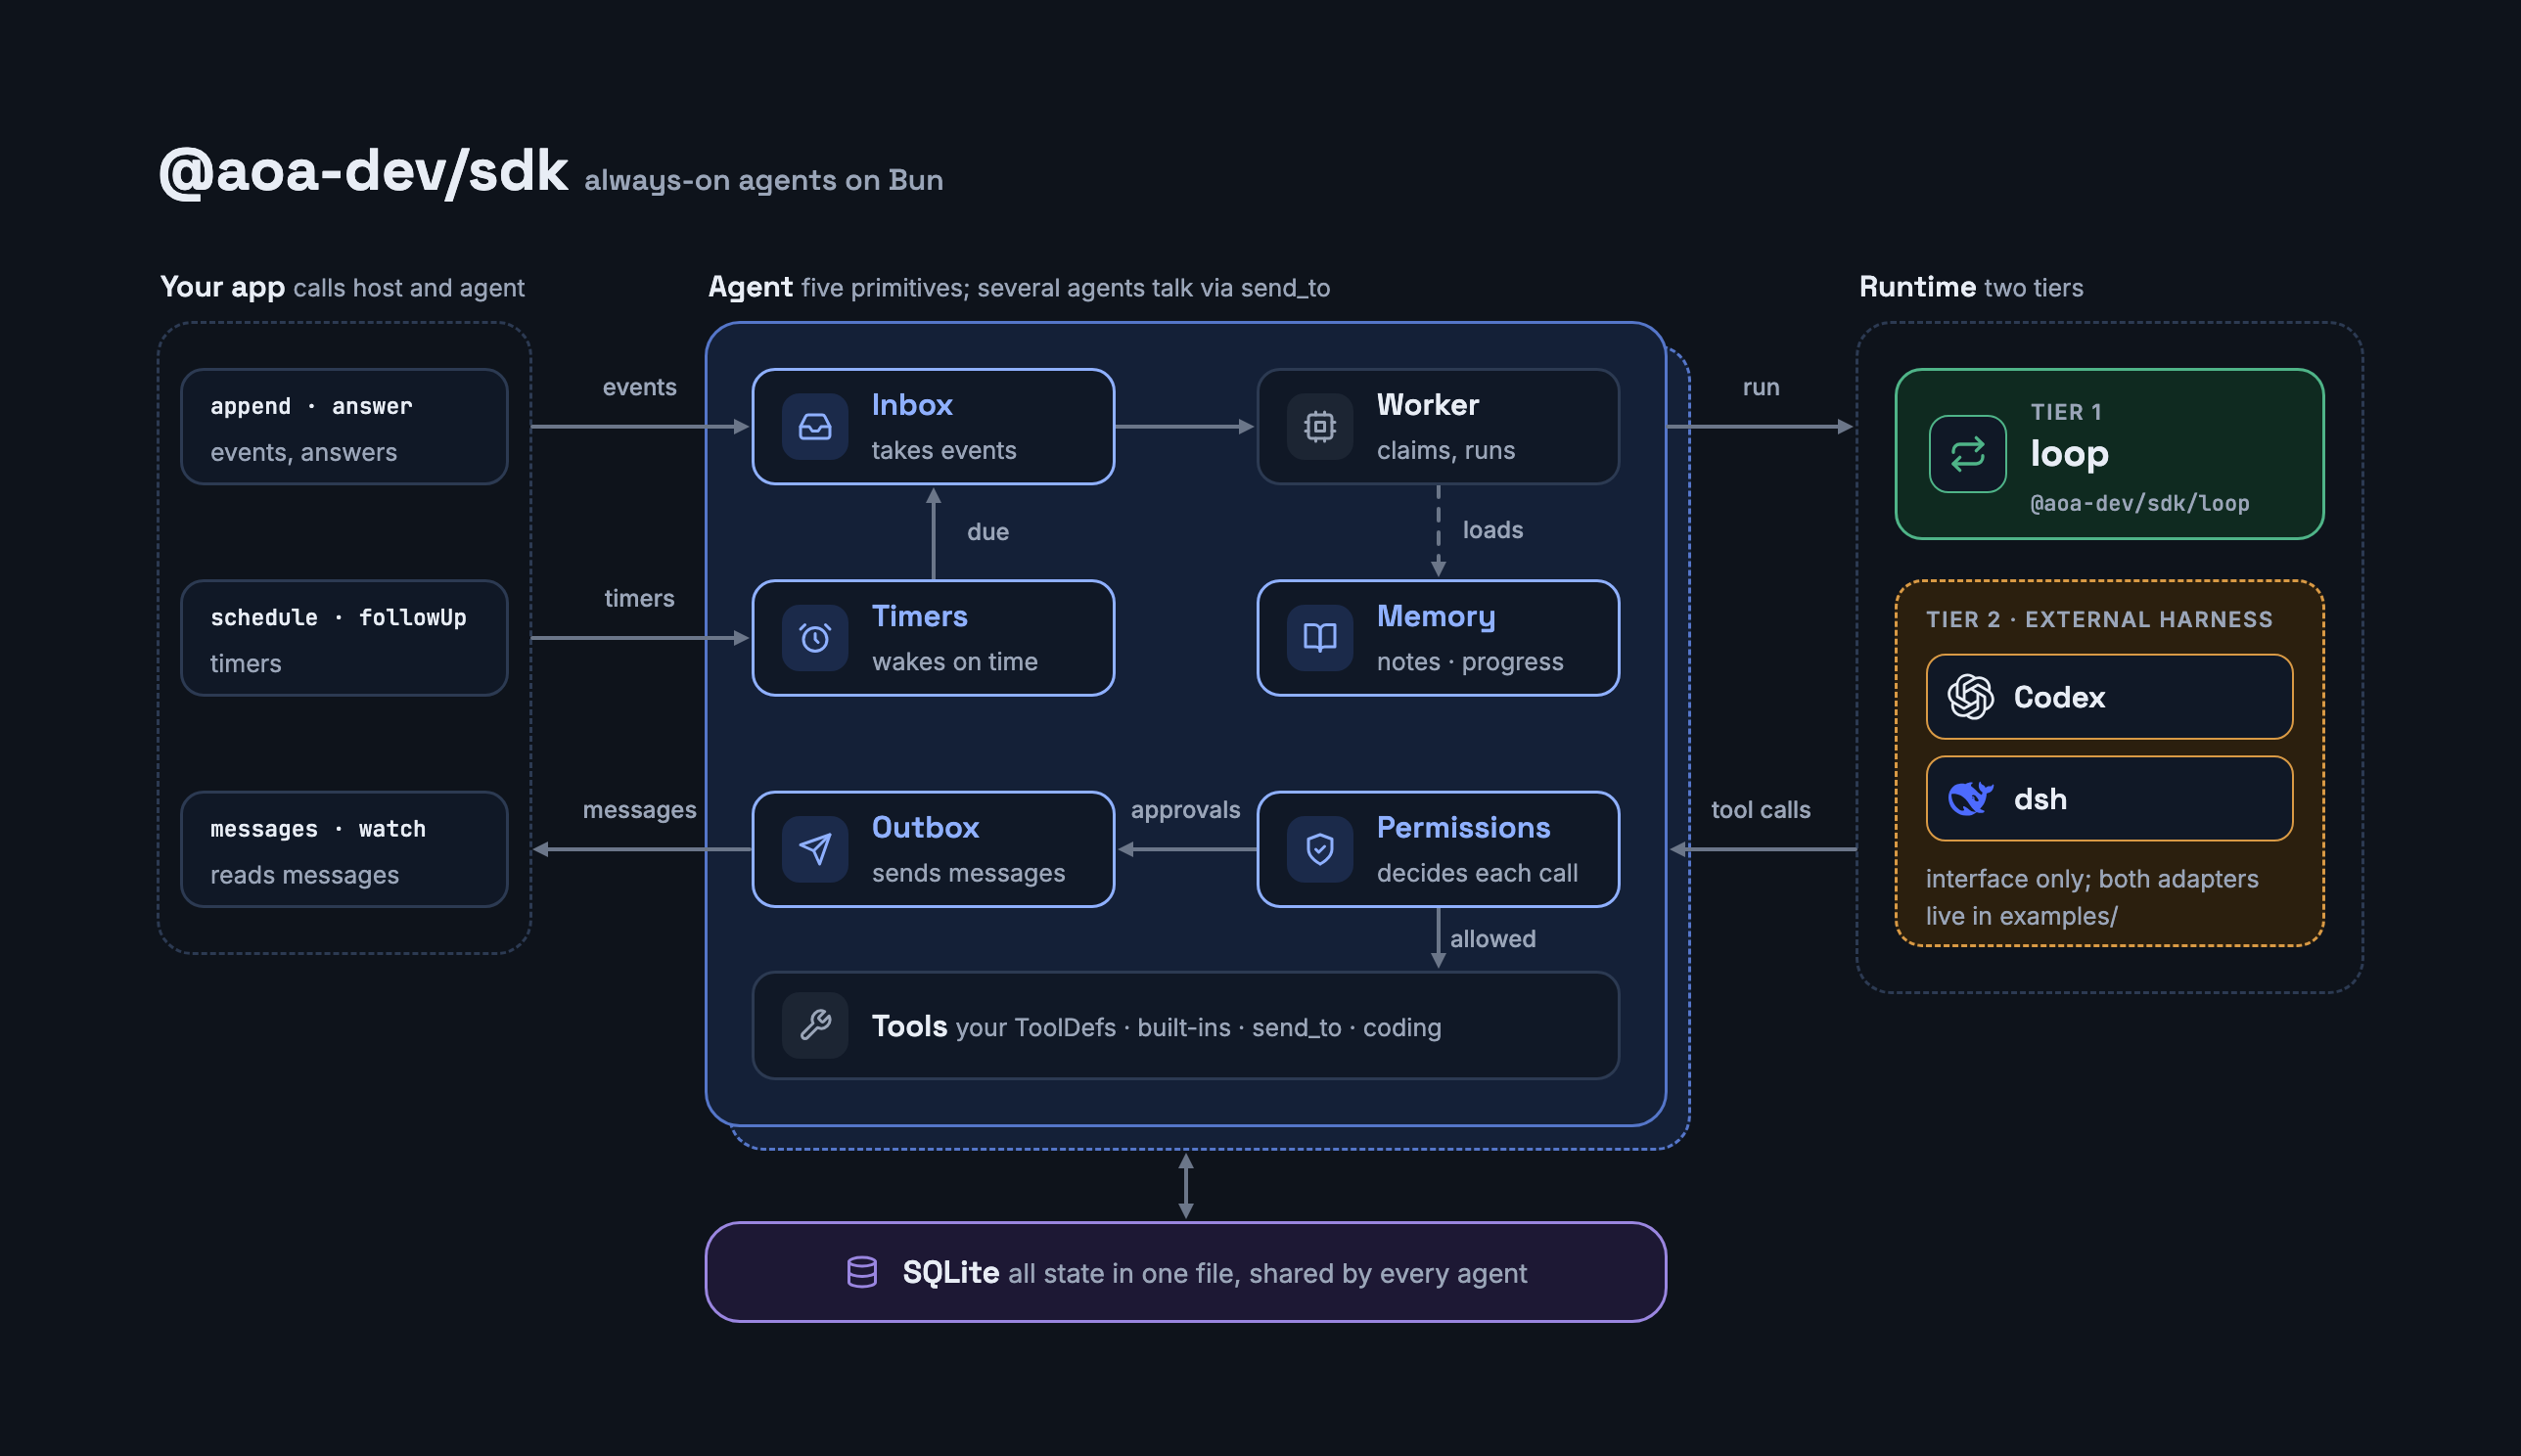 @aoa-dev/sdk always-on agents on Bun
Your app calls host and agent
append · answer
events, answers
schedule · followUp
timers
messages · watch
reads messages
events
timers
messages
Agent five primitives; several agents talk via send_to
Inbox
takes events
Worker
claims, runs
due
loads
Timers
wakes on time
Memory
notes · progress
Outbox
sends messages
approvals
Permissions
decides each call
allowed
Tools your ToolDefs · built-ins · send_to · coding
run
tool calls
Runtime two tiers
TIER 1
loop
@aoa-dev/sdk/loop
TIER 2 · EXTERNAL HARNESS
Codex
dsh
interface only; both adapters
live in examples/
SQLite all state in one file, shared by every agent